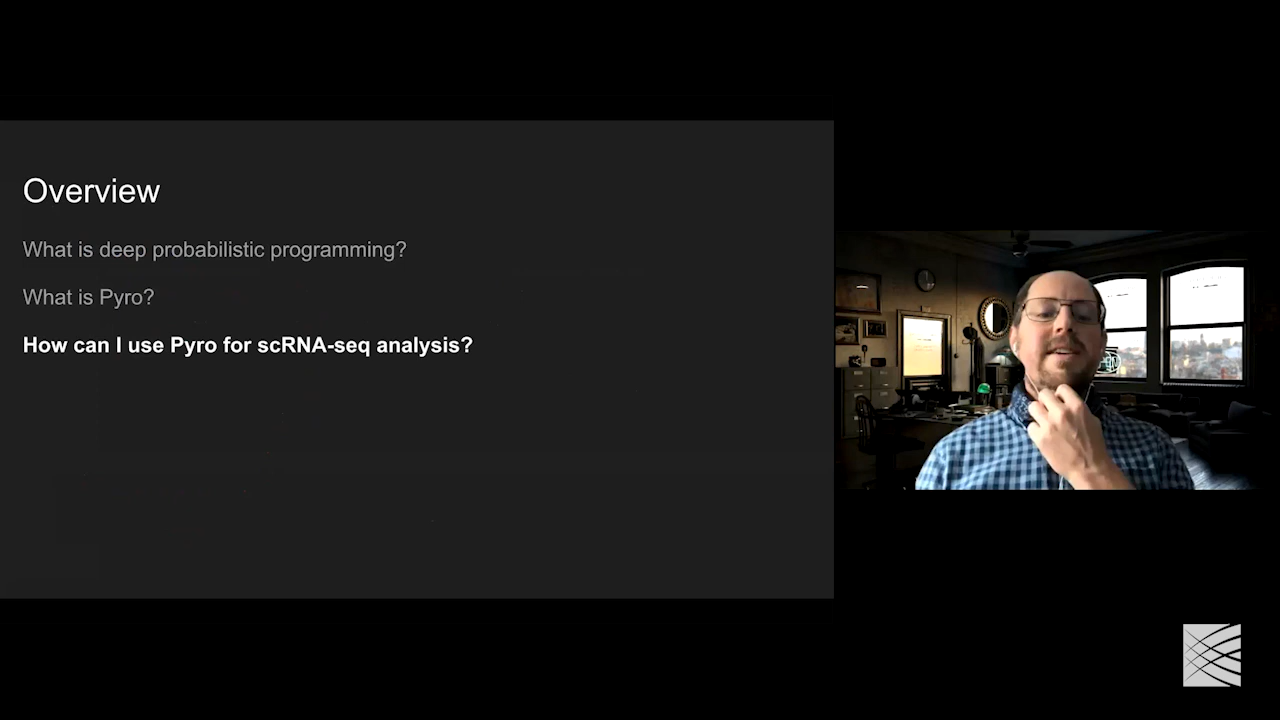 Overview
What is deep probabilistic programming?
What is Pyro?
How can I use Pyro for scRNA-seq analysis?